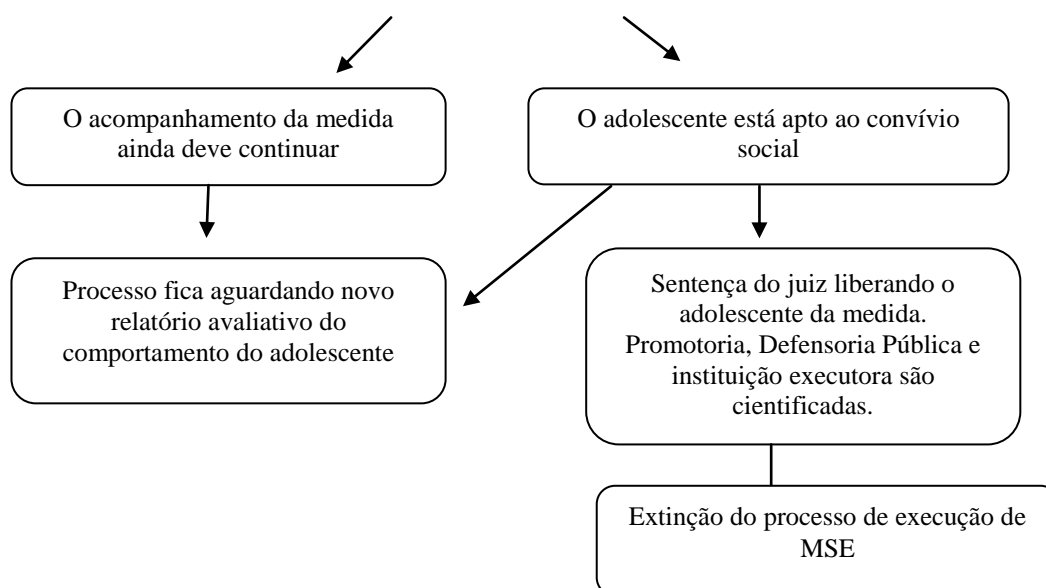 O acompanhamento da medida
ainda deve continuar
O adolescente está apto ao convívio
social
Processo fica aguardando novo
relatório avaliativo do
comportamento do adolescente
Sentença do juiz liberando o
adolescente da medida.
Promotoria, Defensoria Pública e
instituição executora são
cientificadas.
Extinção do processo de execução de
MSE